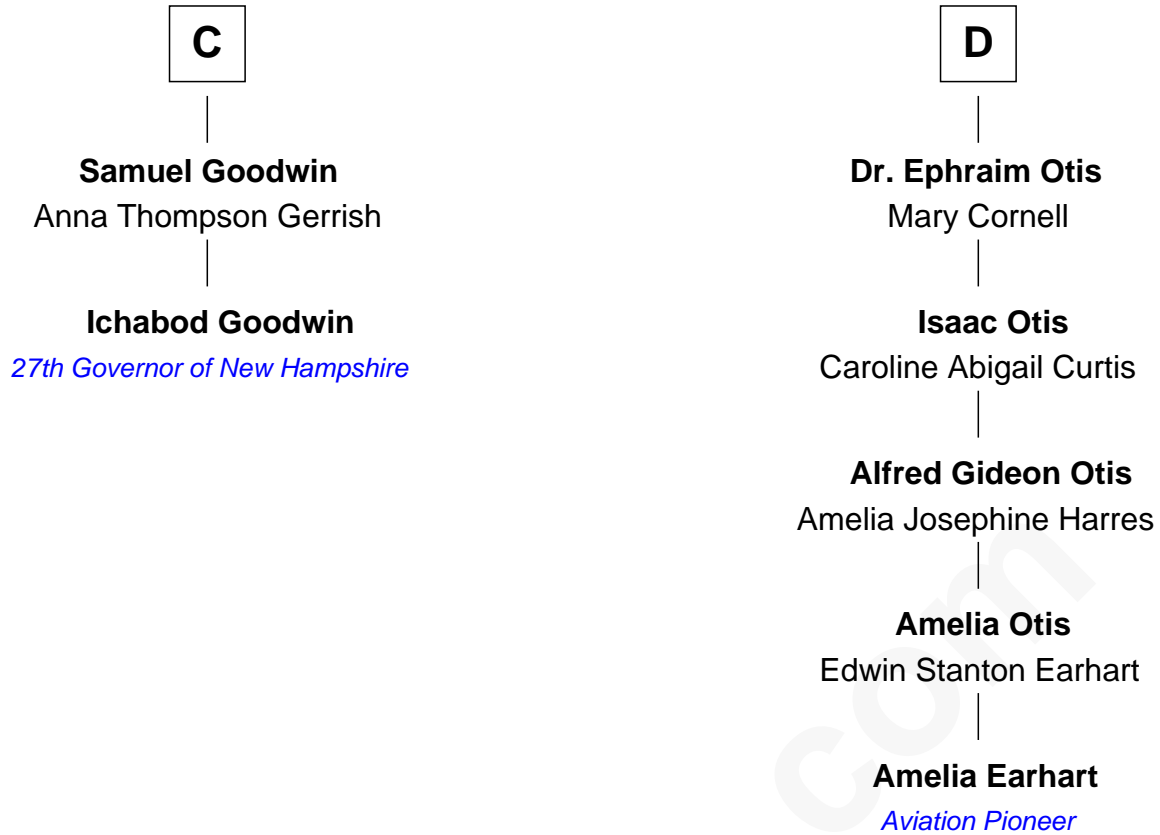 C
Samuel Goodwin
Anna Thompson Gerrish
Ichabod Goodwin
27th Governor of New Hampshire
D
Dr. Ephraim Otis
Mary Cornell
Isaac Otis
Caroline Abigail Curtis
Alfred Gideon Otis
Amelia Josephine Harres
Amelia Otis
Edwin Stanton Earhart
Amelia Earhart
Aviation Pioneer
com